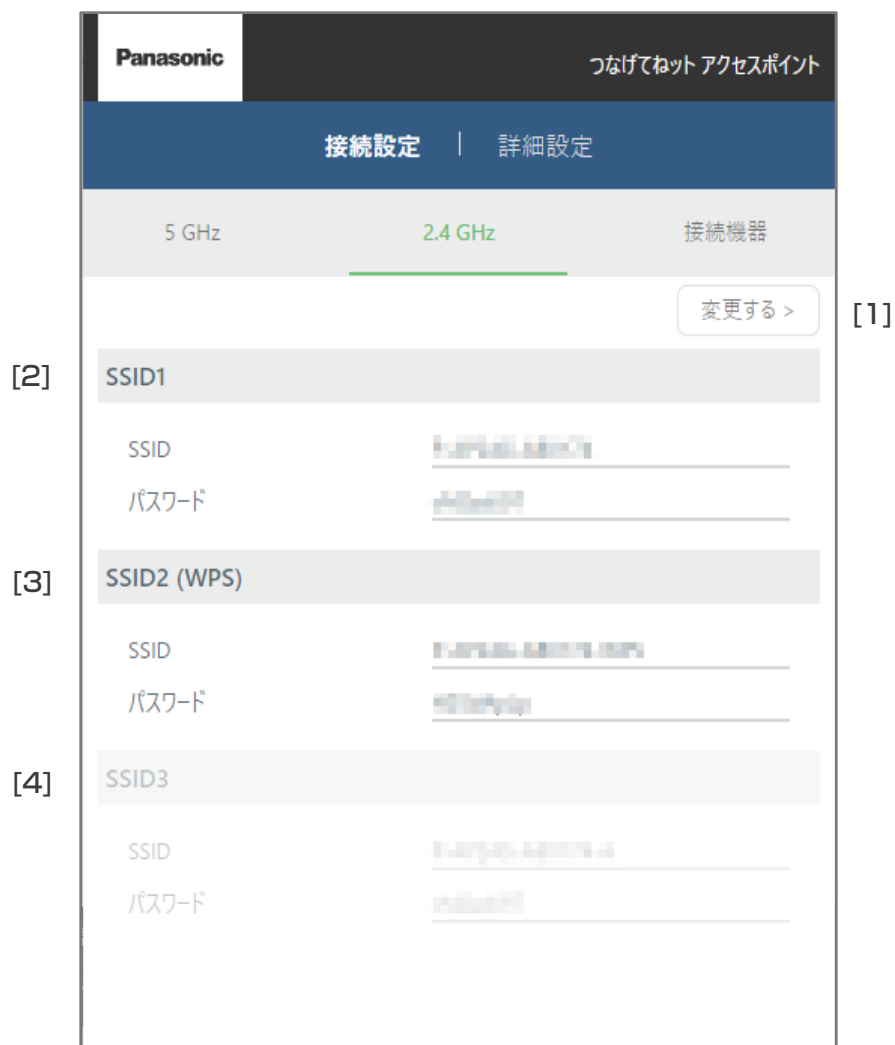 Panasonic
つなげてねット アクセスポイント
接続設定 | 詳細設定
5 GHz 2.4 GHz 接続機器
変更する > [1]
[2] SSID1
SSID
パスワード
[3] SSID2 (WPS)
SSID
パスワード
[4] SSID3
SSID
パスワード